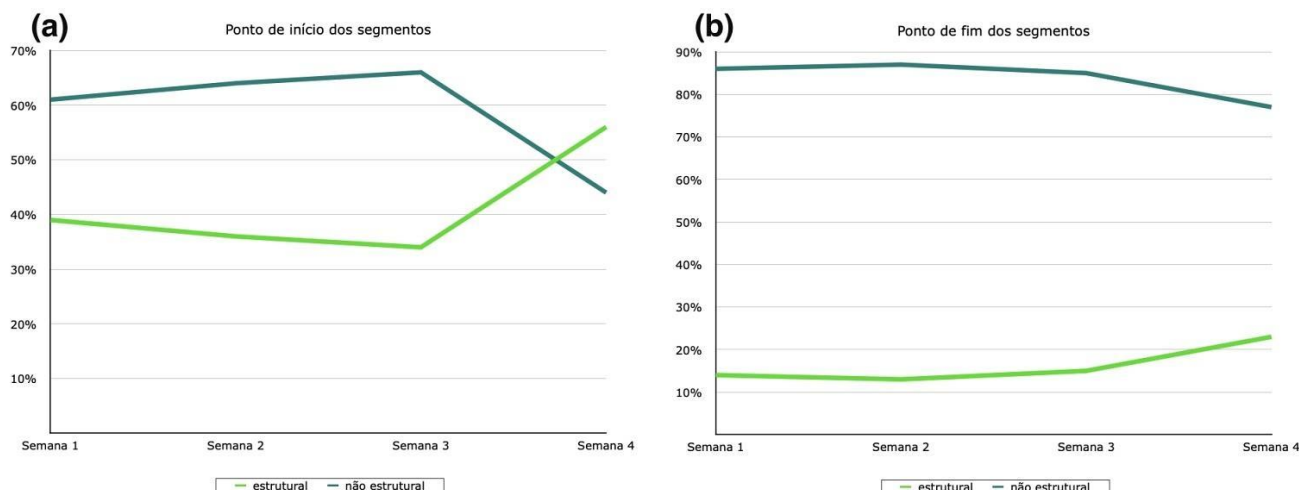 (a)
Ponto de início dos segmentos
70%
60%
50%
40%
30%
20%
10%
Semana 1 Semana 2 Semana 3 Semana 4
estrutural não estrutural
(b)
Ponto de fim dos segmentos
90%
80%
70%
60%
50%
40%
30%
20%
10%
Semana 1 Semana 2 Semana 3 Semana 4
estrutural não estrutural